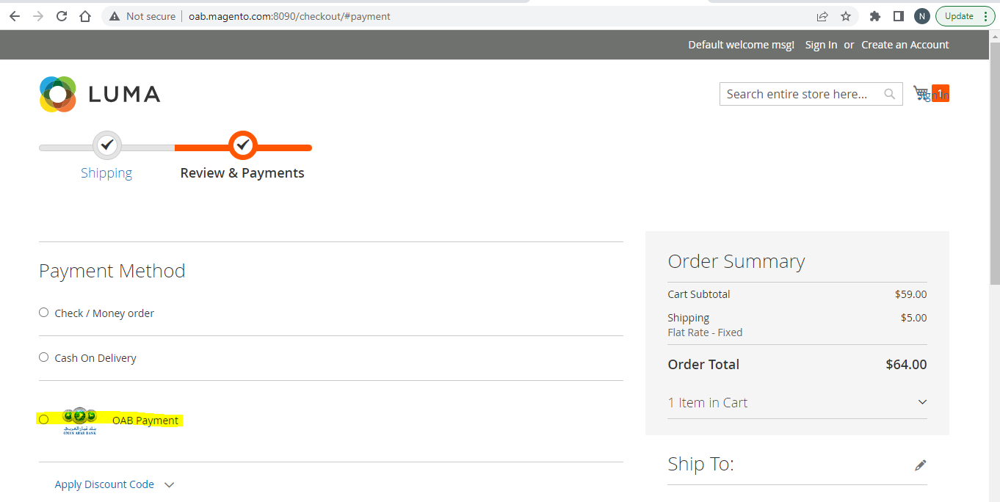 Not secure
oab.magento.com:8090/checkout/#payment
N
Update
Default welcome msg!
Sign In
or
Create an Account
LUMA
Search entire store here...
Sign In
1
Shipping
Review & Payments
Payment Method
Check / Money order
Cash On Delivery
بنك عمان العربي
OMAN ARAB BANK
OAB Payment
Apply Discount Code
Order Summary
Cart Subtotal $59.00
Shipping $5.00
Flat Rate - Fixed
Order Total $64.00
1 Item in Cart
Ship To: